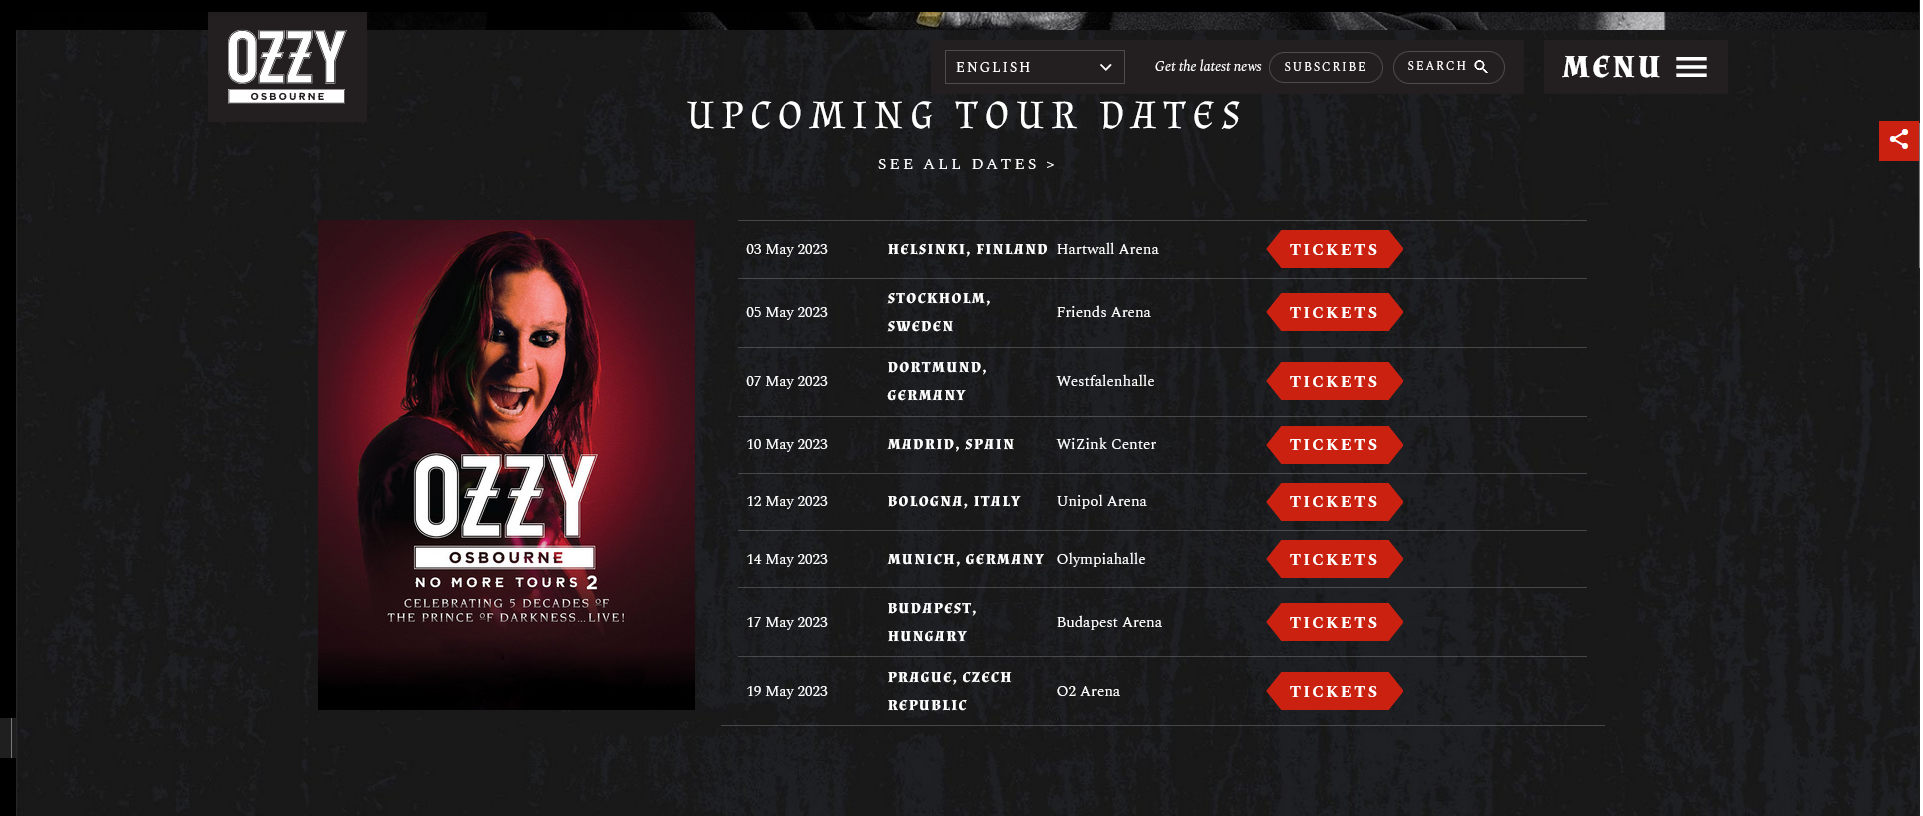 OZZY
OSBOURNE
ENGLISH
Get the latest news
SUBSCRIBE
SEARCH
MENU
UPCOMING TOUR DATES
SEE ALL DATES >
OZZY
OSBOURNE
NO MORE TOURS 2
CELEBRATING 5 DECADES OF
THE PRINCE OF DARKNESS...LIVE!
03 May 2023 HELSINKI, FINLAND Hartwall Arena TICKETS
05 May 2023 STOCKHOLM, Friends Arena TICKETS
SWEDEN
07 May 2023 DORTMUND, Westfalenhalle TICKETS
GERMANY
10 May 2023 MADRID, SPAIN WiZink Center TICKETS
12 May 2023 BOLOGNA, ITALY Unipol Arena TICKETS
14 May 2023 MUNICH, GERMANY Olympiahalle TICKETS
17 May 2023 BUDAPEST, Budapest Arena TICKETS
HUNGARY
19 May 2023 PRAGUE, CZECH O2 Arena TICKETS
REPUBLIC